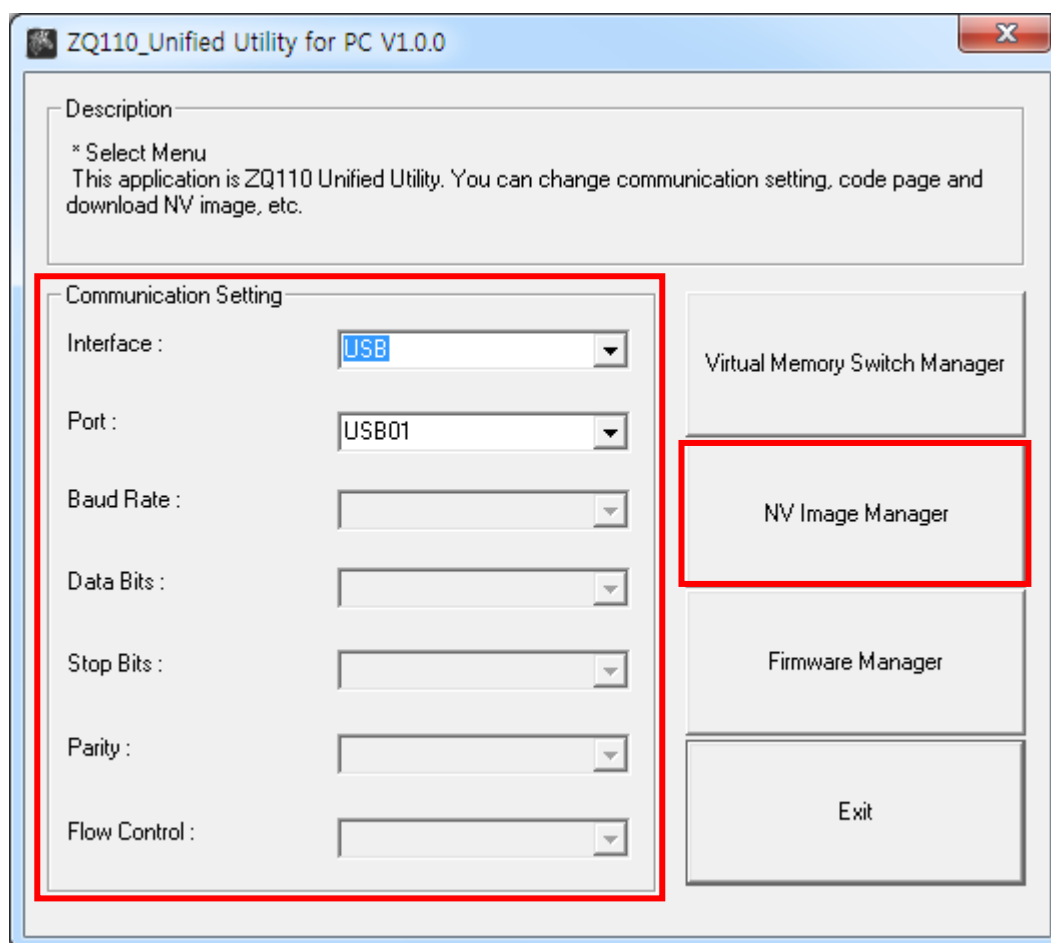 ZQ110_Unified Utility for PC V1.0.0
Description
* Select Menu
This application is ZQ110 Unified Utility. You can change communication setting, code page and
download NV image, etc.
Communication Setting
Interface :
USB
Port :
USB01
Baud Rate :
Data Bits :
Stop Bits :
Parity :
Flow Control :
Virtual Memory Switch Manager
NV Image Manager
Firmware Manager
Exit